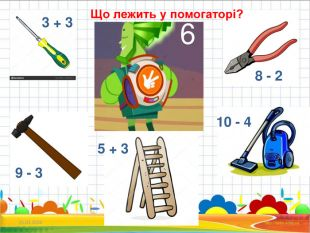 Що лежить у помогаторі?
3 + 3
6
8 - 2
10 - 4
5 + 3
9 - 3